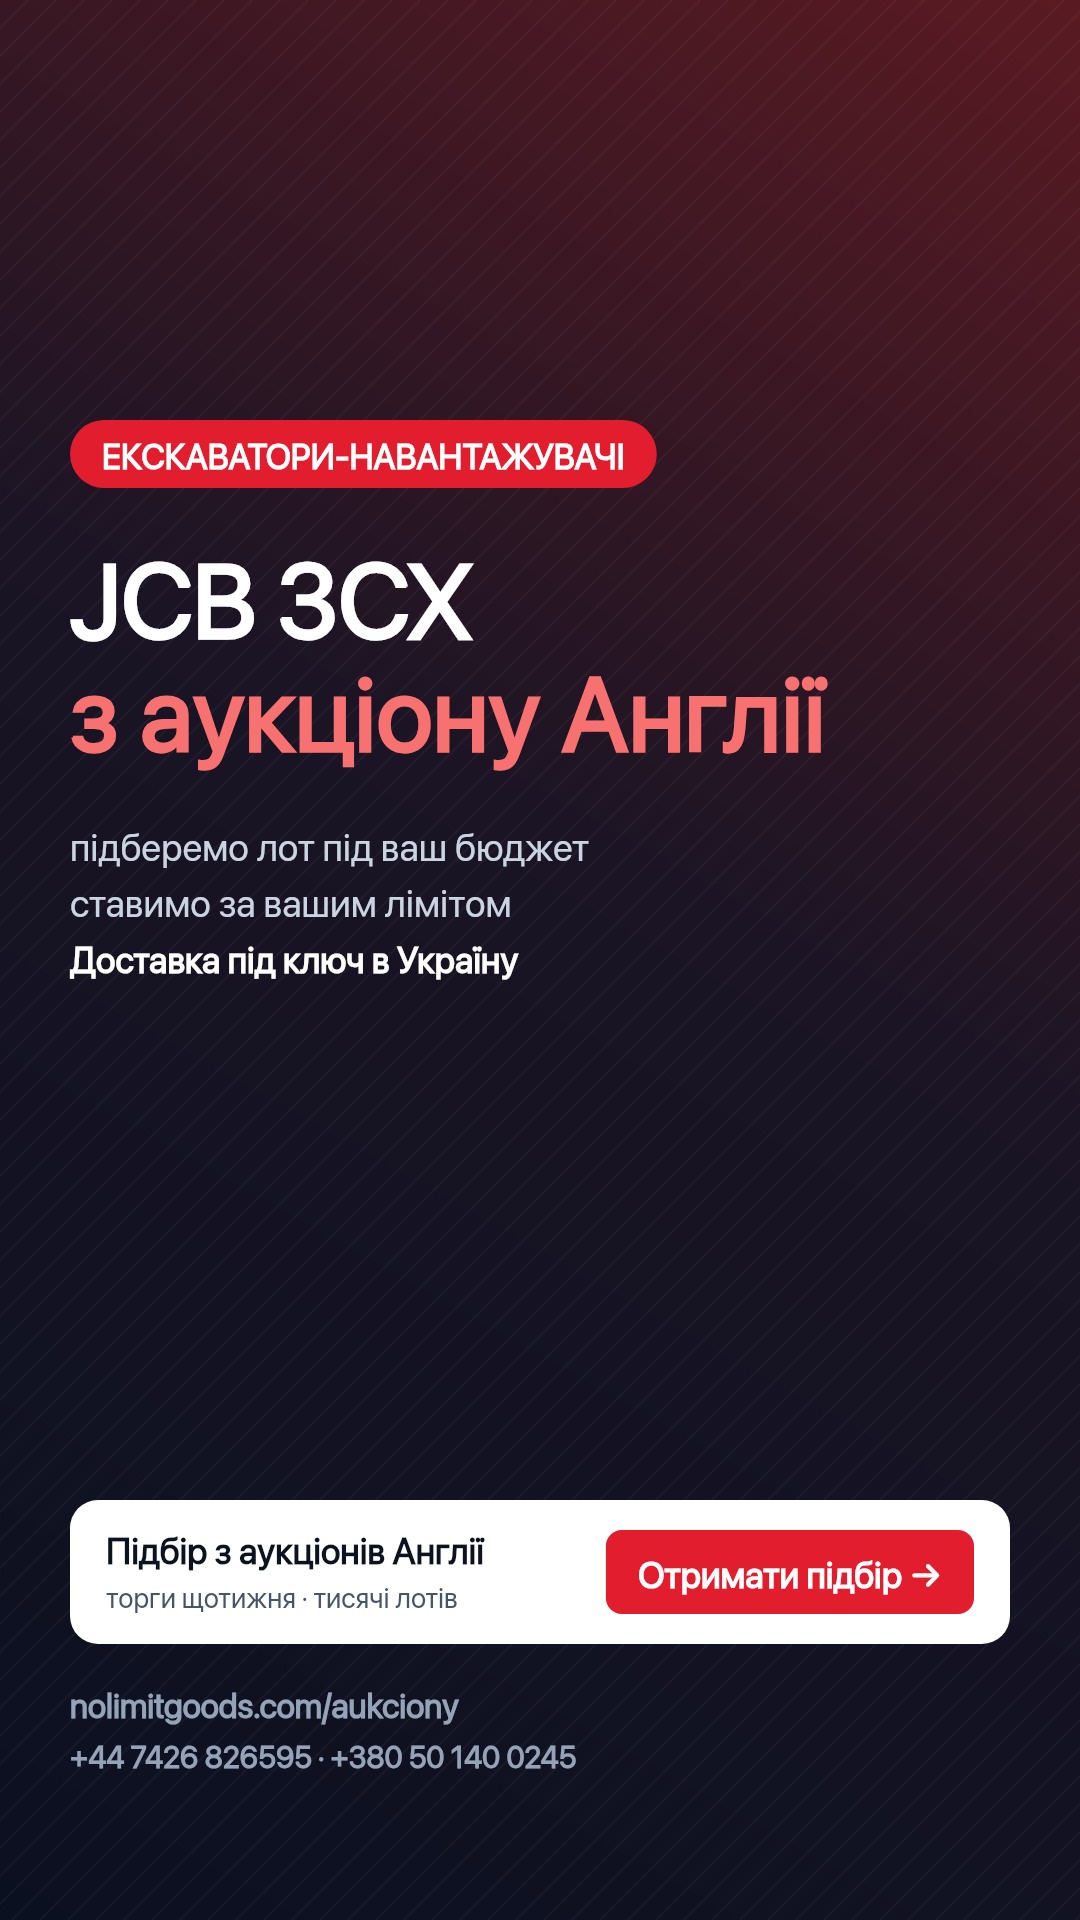 ЕКСКАВАТОРИ-НАВАНТАЖУВАЧІ
JCB 3CX
з аукціону Англії
підберемо лот під ваш бюджет
ставимо за вашим лімітом
Доставка під ключ в Україну
Підбір з аукціонів Англії
торги щотижня · тисячі лотів
Отримати підбір →
nolimitgoods.com/aukciony
+44 7426 826595 · +380 50 140 0245